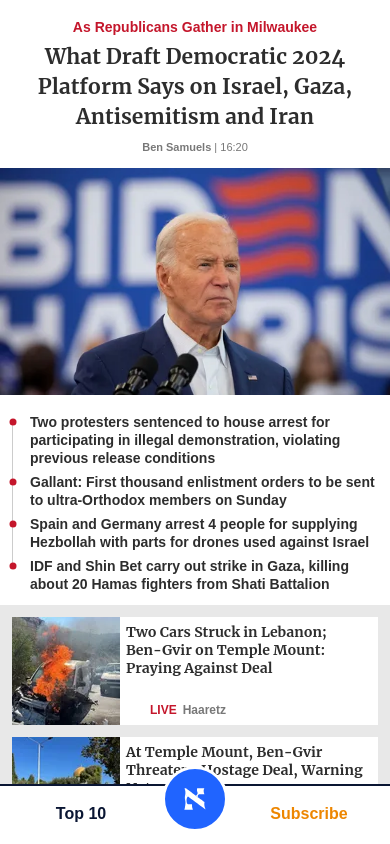 As Republicans Gather in Milwaukee
What Draft Democratic 2024
Platform Says on Israel, Gaza,
Antisemitism and Iran
Ben Samuels | 16:20
BIDEN
HARRIS
Two protesters sentenced to house arrest for
participating in illegal demonstration, violating
previous release conditions
Gallant: First thousand enlistment orders to be sent
to ultra-Orthodox members on Sunday
Spain and Germany arrest 4 people for supplying
Hezbollah with parts for drones used against Israel
IDF and Shin Bet carry out strike in Gaza, killing
about 20 Hamas fighters from Shati Battalion
Two Cars Struck in Lebanon;
Ben-Gvir on Temple Mount:
Praying Against Deal
LIVE Haaretz
At Temple Mount, Ben-Gvir
Hostage Deal, Warning
Top 10
Subscribe